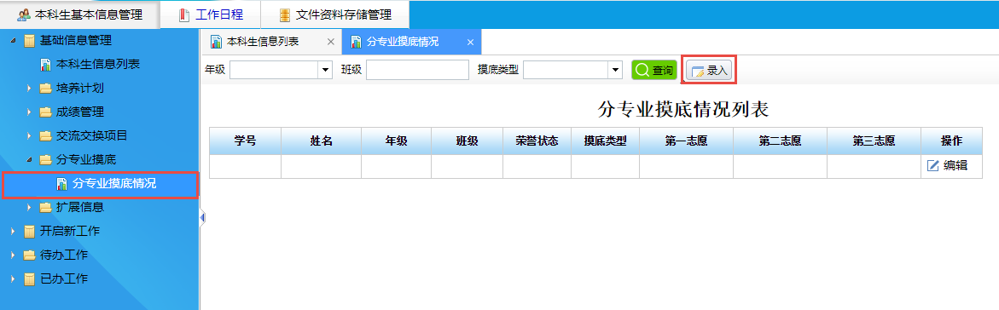 本科生基本信息管理 工作日程 文件资料存储管理
基础信息管理
本科生信息列表
培养计划
成绩管理
交流交换项目
分专业摸底
分专业摸底情况
扩展信息
开启新工作
待办工作
已办工作
本科生信息列表 分专业摸底情况
年级 班级 摸底类型 查询 录入
分专业摸底情况列表
学号 姓名 年级 班级 荣誉状态 摸底类型 第一志愿 第二志愿 第三志愿 操作
编辑